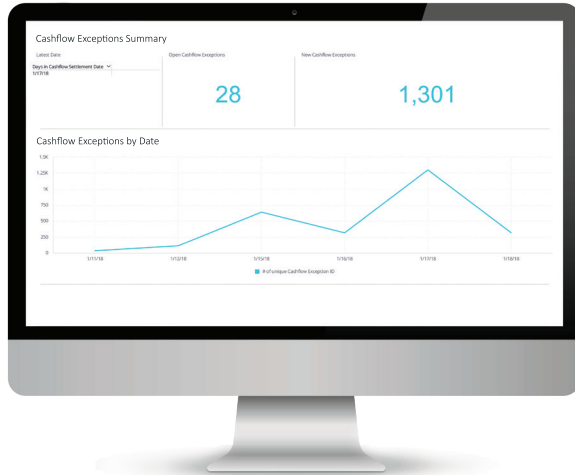 Cashflow Exceptions Summary
Latest Date
Open Cashflow Exceptions
New Cashflow Exceptions
Days in Cashflow Settlement Date
1/17/18
28
1,301
Cashflow Exceptions by Date
1.5K
1.25K
1K
750
500
250
0
1/11/18
1/12/18
1/15/18
1/16/18
1/17/18
1/18/18
# of unique Cashflow Exception ID